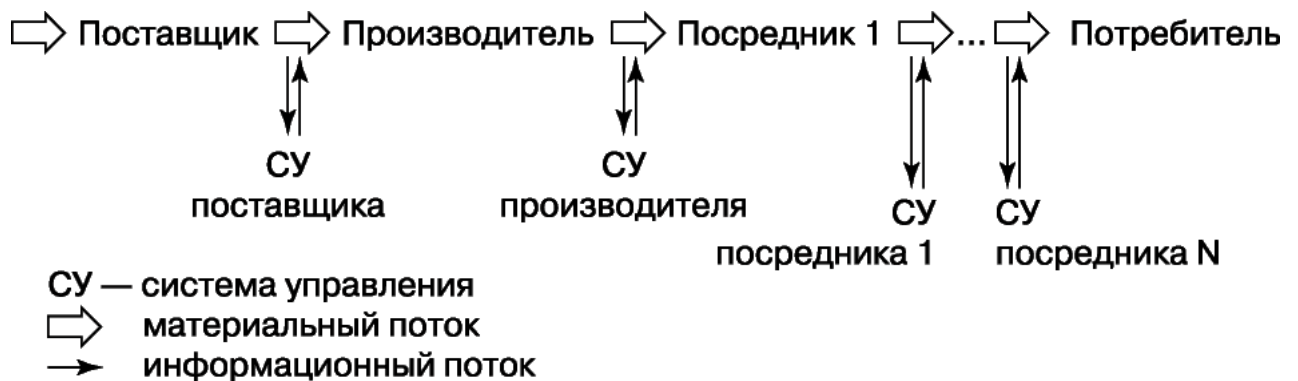 Поставщик Производитель Посредник 1 ... Потребитель
СУ СУ
поставщика производителя
СУ СУ
посредника 1 посредника N
СУ — система управления
материальный поток
информационный поток